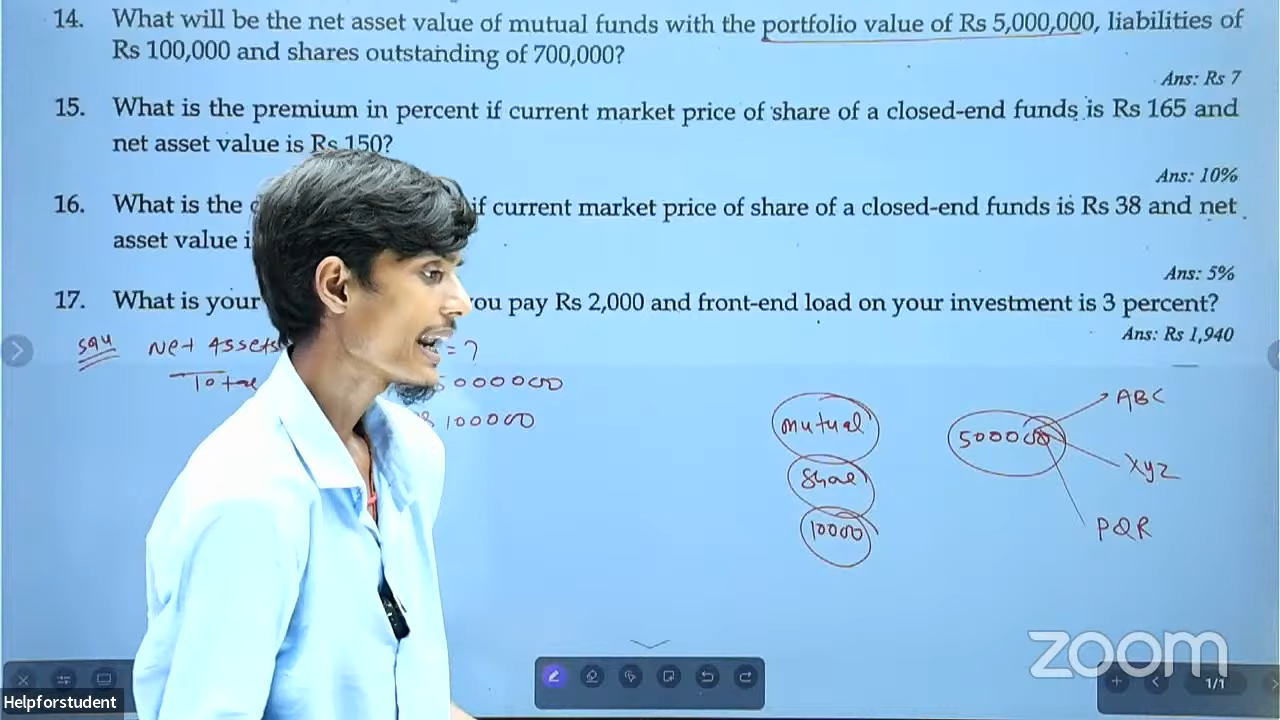 14. What will be the net asset value of mutual funds with the portfolio value of Rs 5,000,000, liabilities of
Rs 100,000 and shares outstanding of 700,000?
Ans: Rs 7
15. What is the premium in percent if current market price of share of a closed-end funds is Rs 165 and
net asset value is Rs 150?
Ans: 10%
16. What is the if current market price of share of a closed-end funds is Rs 38 and net
asset value
Ans: 5%
17. What is your you pay Rs 2,000 and front-end load on your investment is 3 percent?
Ans: Rs 1,940
Net Assets = ?
5000000
100000
mutual
share
10000
500000
ABC
XYZ
PQR
zoom
1/1
Helpforstudent